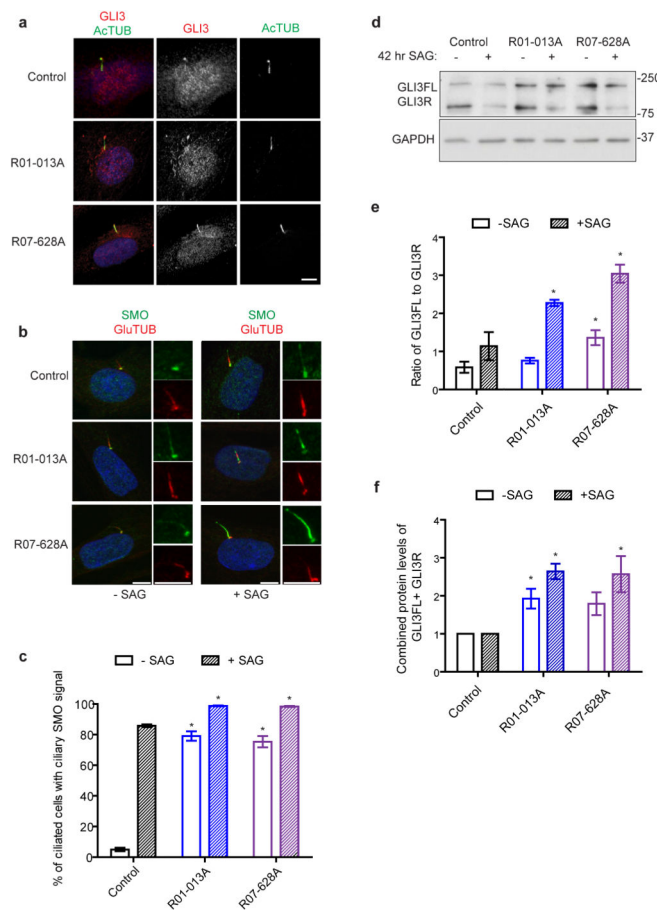 a
GLI3
AcTUB
GLI3
AcTUB
Control
R01-013A
R07-628A
b
SMO
GluTUB
SMO
GluTUB
Control
R01-013A
R07-628A
- SAG
+ SAG
c
- SAG
+ SAG
% of ciliated cells with ciliary SMO signal
100
80
60
40
20
0
Control
R01-013A
R07-628A
d
Control
R01-013A
R07-628A
42 hr SAG:
-
+
-
+
-
+
GLI3FL
GLI3R
-250
-75
GAPDH
-37
e
-SAG
+SAG
Ratio of GLI3FL to GLI3R
4
3
2
1
0
*
*
*
Control
R01-013A
R07-628A
f
-SAG
+SAG
Combined protein levels of
GLI3FL+ GLI3R
4
3
2
1
0
*
*
*
Control
R01-013A
R07-628A